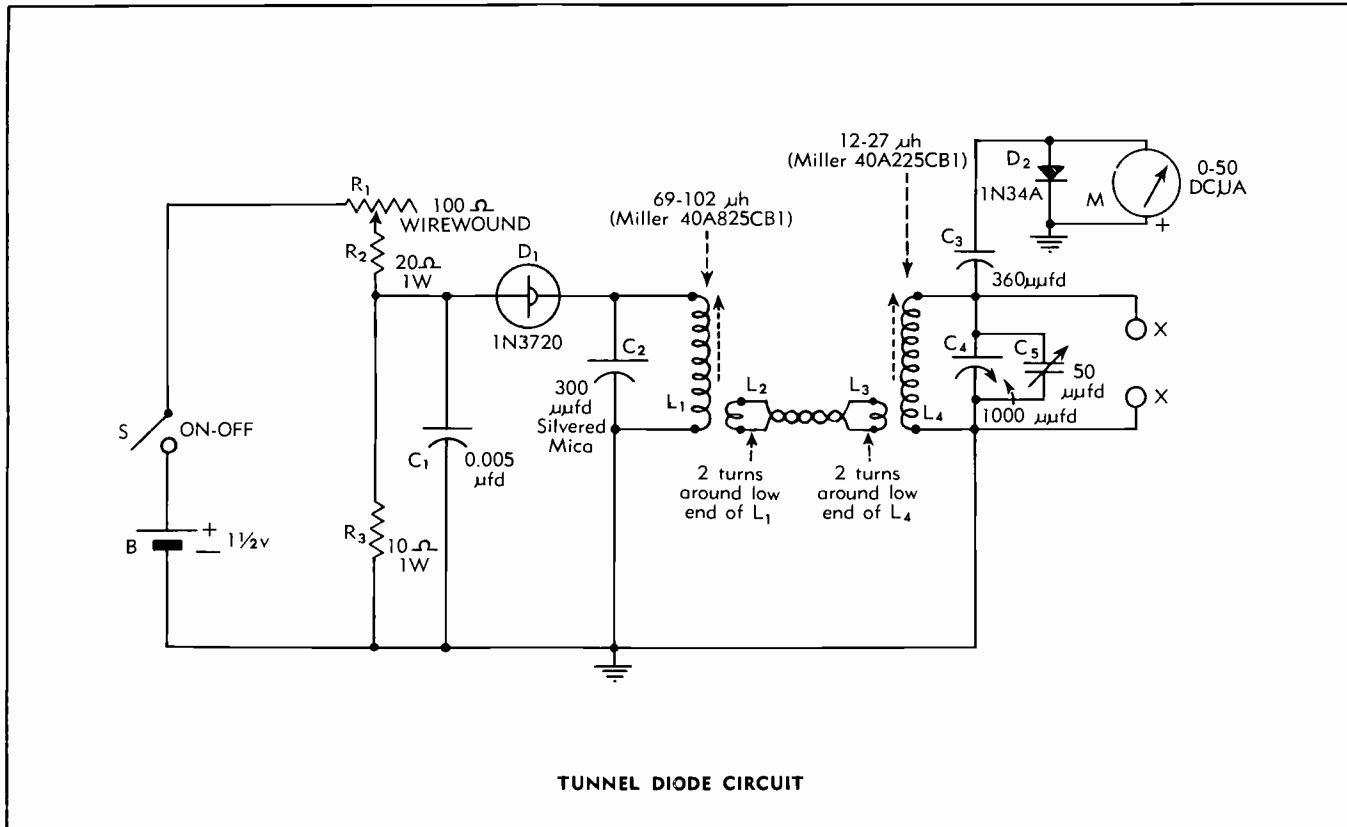 12-27 μh
(Miller 40A225CB1)
D2
1N34A
M
0-50
DCμA
+
R1
100 Ω
WIREWOUND
69-102 μh
(Miller 40A825CB1)
C3
360μμfd
R2
20Ω
1W
D1
1N3720
C2
300
μμfd
Silvered
Mica
L1
L2
L3
L4
C4
C5
50
μμfd
1000 μμfd
X
X
S
ON-OFF
C1
0.005
μfd
2 turns
around low
end of L1
2 turns
around low
end of L4
B
+
−
1½v
R3
10Ω
1W
TUNNEL DIODE CIRCUIT